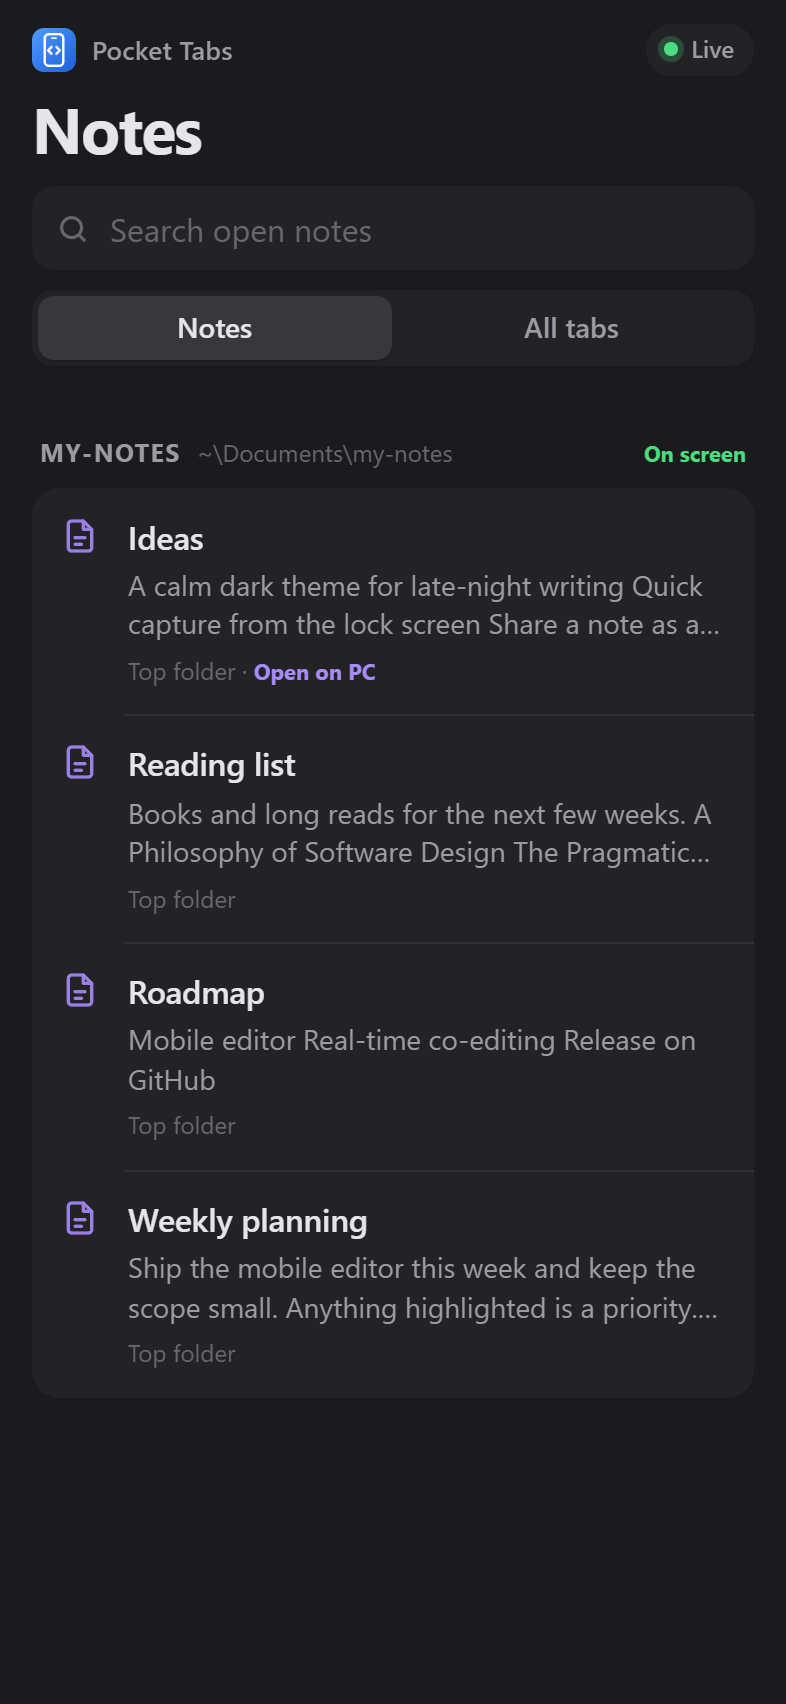 Pocket Tabs
Live
Notes
Search open notes
Notes
All tabs
MY-NOTES ~\Documents\my-notes On screen
Ideas
A calm dark theme for late-night writing Quick
capture from the lock screen Share a note as a...
Top folder · Open on PC
Reading list
Books and long reads for the next few weeks. A
Philosophy of Software Design The Pragmatic...
Top folder
Roadmap
Mobile editor Real-time co-editing Release on
GitHub
Top folder
Weekly planning
Ship the mobile editor this week and keep the
scope small. Anything highlighted is a priority....
Top folder